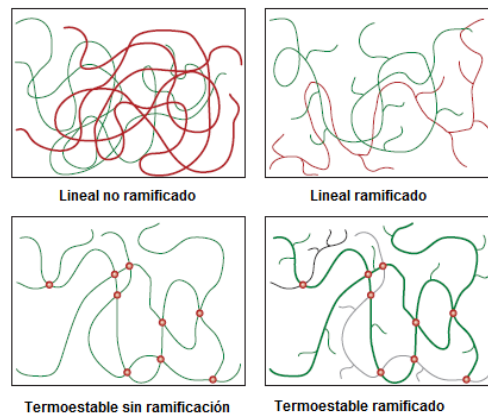 Lineal no ramificado
Lineal ramificado
Termoestable sin ramificación
Termoestable ramificado